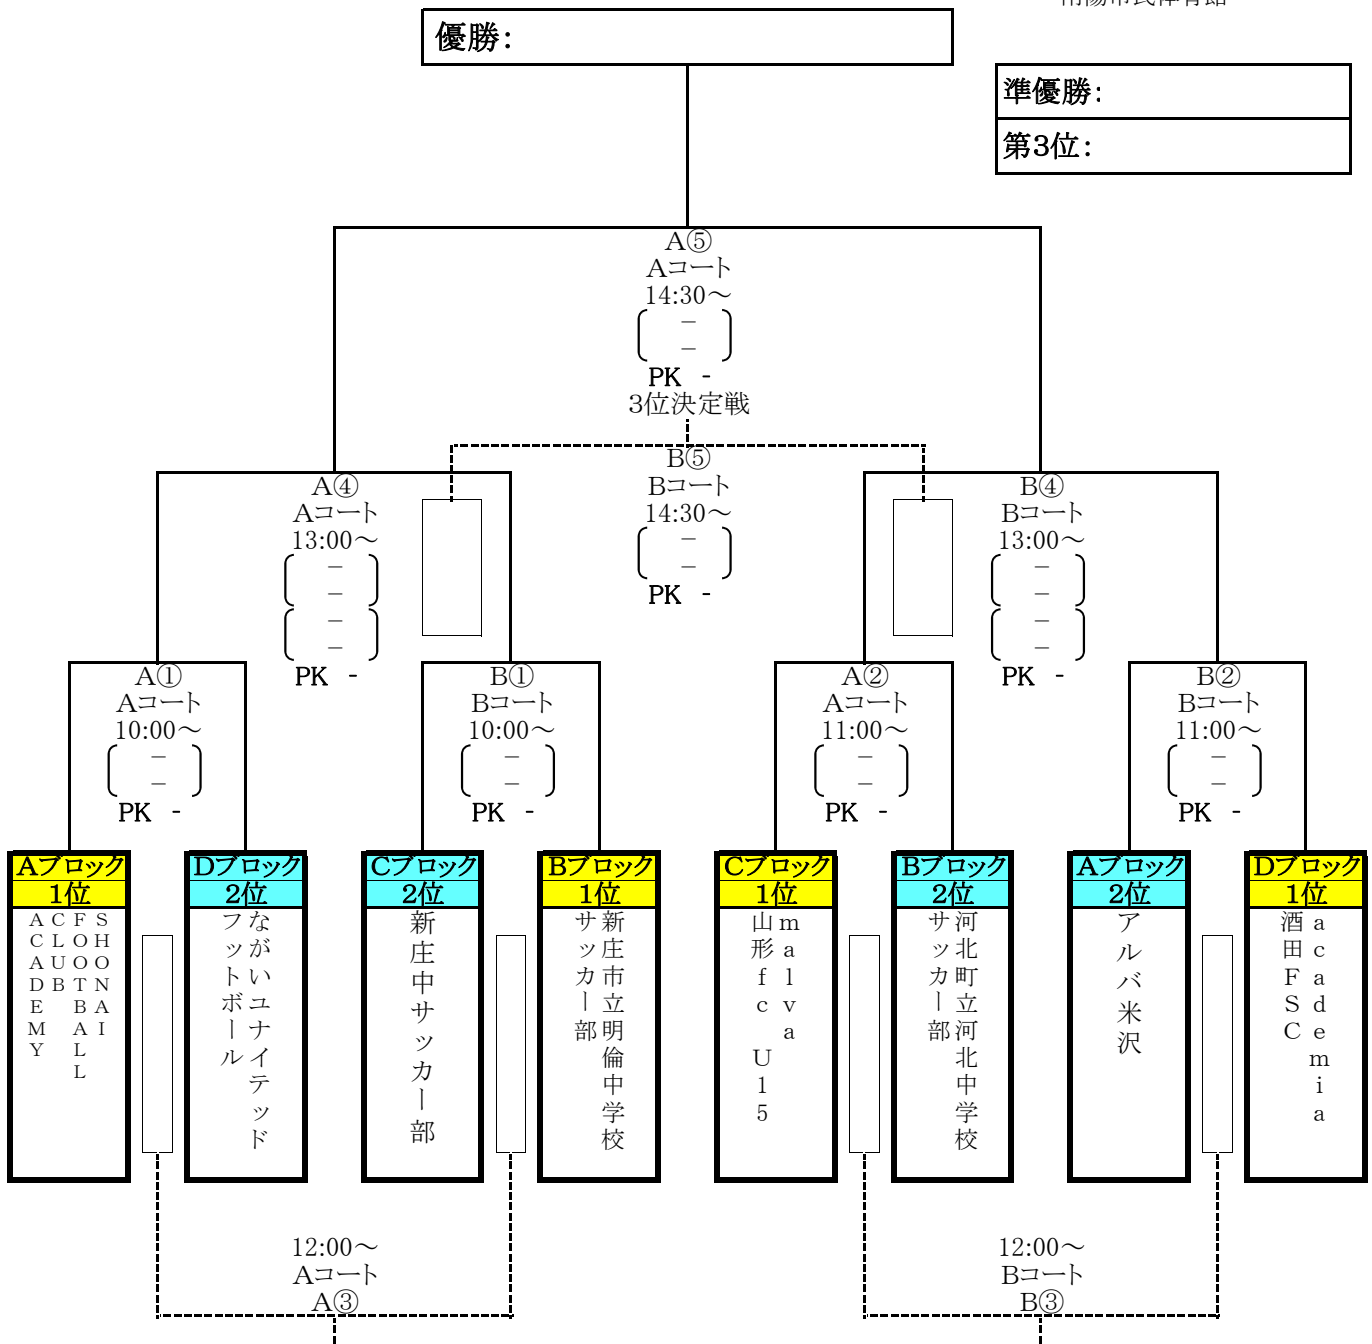 優勝:
準優勝:
第3位:
A⑤
Aコート
14:30～
－
－
PK -
3位決定戦
B⑤
Bコート
14:30～
－
－
PK -
A④
Aコート
13:00～
－
－
－
－
PK -
B④
Bコート
13:00～
－
－
－
－
PK -
A①
Aコート
10:00～
－
－
PK -
B①
Bコート
10:00～
－
－
PK -
A②
Aコート
11:00～
－
－
PK -
B②
Bコート
11:00～
－
－
PK -
Aブロック
1位
SHONAI
FOOTBALL
CLUB
ACADEMY
Dブロック
2位
ながいユナイテッド
フットボール
Cブロック
2位
新庄中サッカー部
Bブロック
1位
新庄市立明倫中学校
サッカー部
Cブロック
1位
malva
山形fc U15
Bブロック
2位
河北町立河北中学校
サッカー部
Aブロック
2位
アルバ米沢
Dブロック
1位
academia
酒田FSC
12:00～
Aコート
A③
12:00～
Bコート
B③